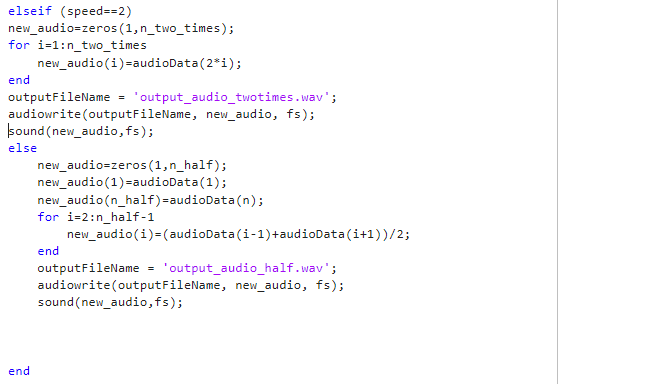 elseif (speed==2)
new_audio=zeros(1,n_two_times);
for i=1:n_two_times
    new_audio(i)=audioData(2*i);
end
outputFileName = 'output_audio_twotimes.wav';
audiowrite(outputFileName, new_audio, fs);
sound(new_audio,fs);
else
    new_audio=zeros(1,n_half);
    new_audio(1)=audioData(1);
    new_audio(n_half)=audioData(n);
    for i=2:n_half-1
        new_audio(i)=(audioData(i-1)+audioData(i+1))/2;
    end
    outputFileName = 'output_audio_half.wav';
    audiowrite(outputFileName, new_audio, fs);
    sound(new_audio,fs);
end